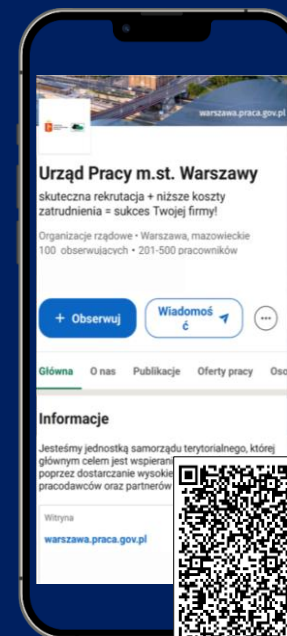 warszawa.praca.gov.pl
Urząd Pracy m.st. Warszawy
skuteczna rekrutacja + niższe koszty
zatrudnienia = sukces Twojej firmy!
Organizacje rządowe • Warszawa, mazowieckie
100 obserwujących • 201-500 pracowników
+ Obserwuj
Wiadomoś
ć
Główna O nas Publikacje Oferty pracy Oso
Informacje
Jesteśmy jednostką samorządu terytorialnego, której
głównym celem jest wspierani
poprzez dostarczanie wysokie
pracodawców oraz partnerów
Witryna
warszawa.praca.gov.pl